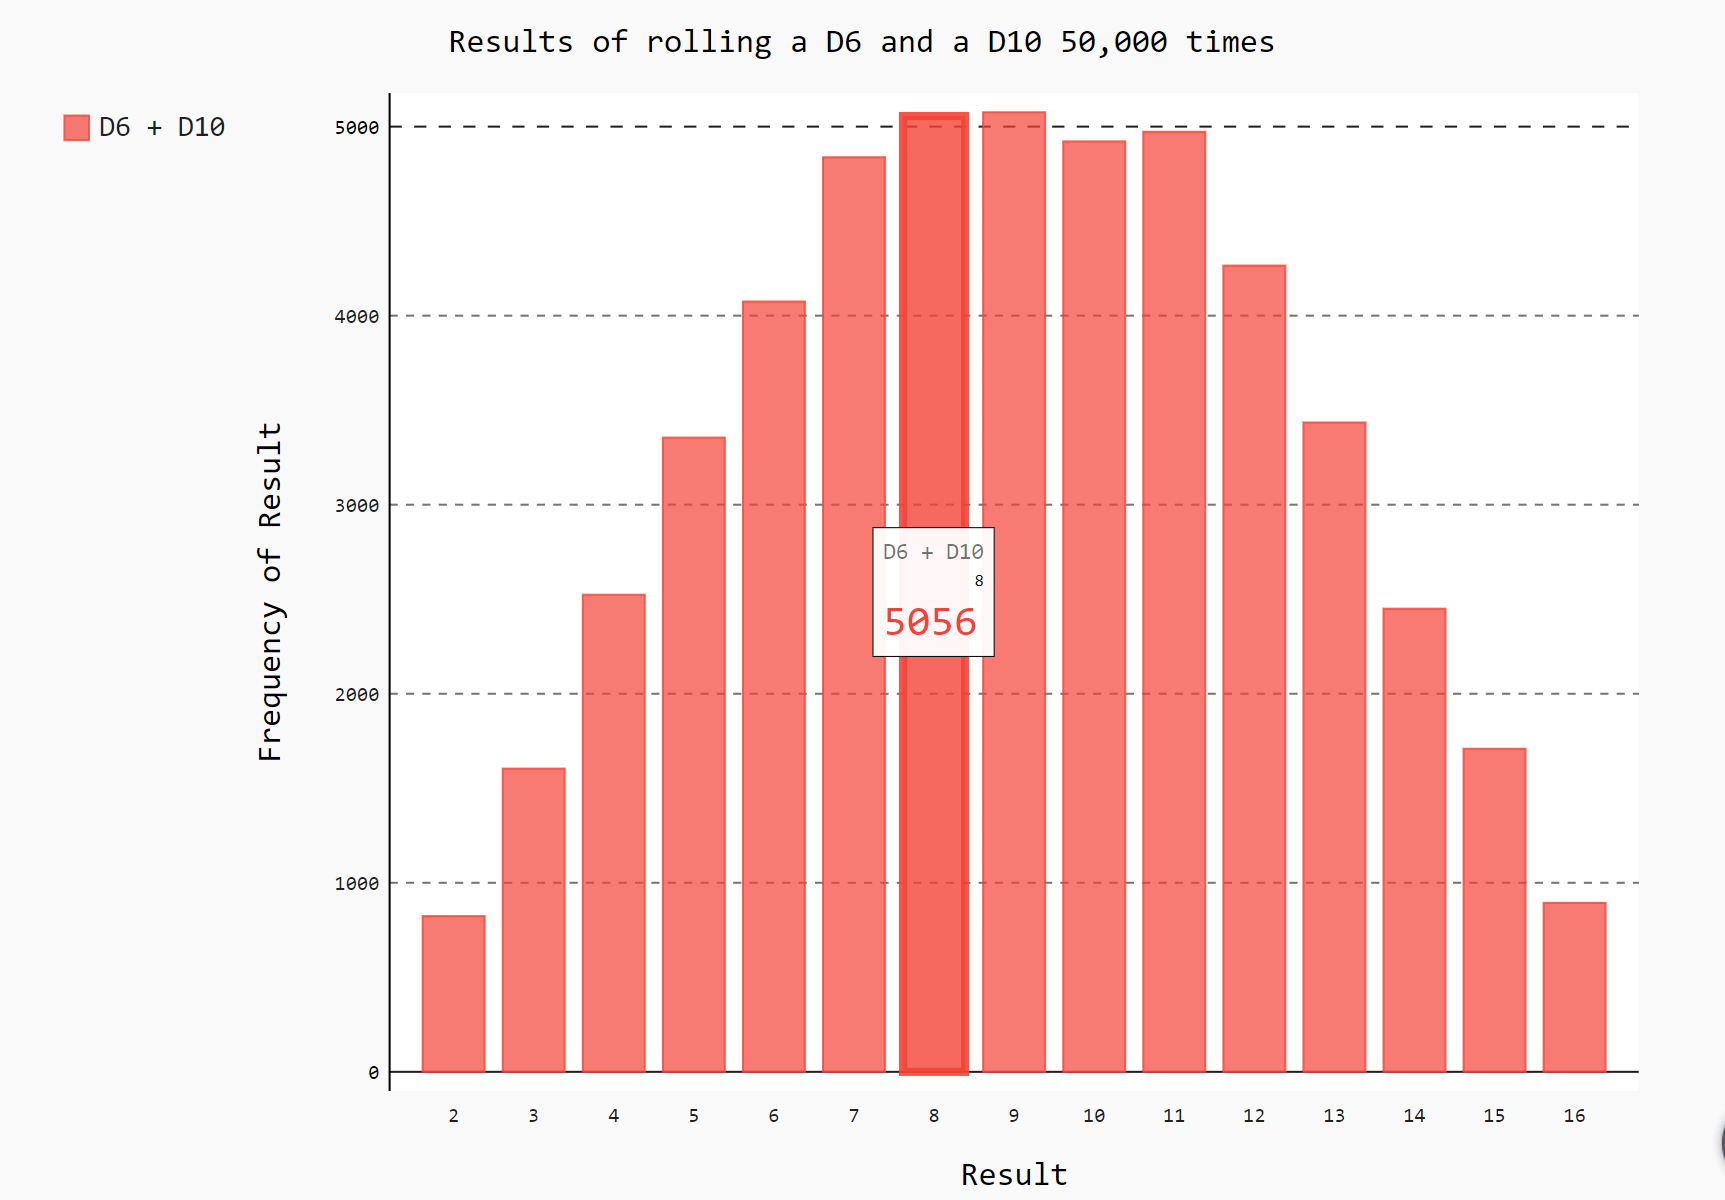 Results of rolling a D6 and a D10 50,000 times
D6 + D10
Frequency of Result
5000
4000
3000
2000
1000
0
D6 + D10
8
5056
2 3 4 5 6 7 8 9 10 11 12 13 14 15 16
Result